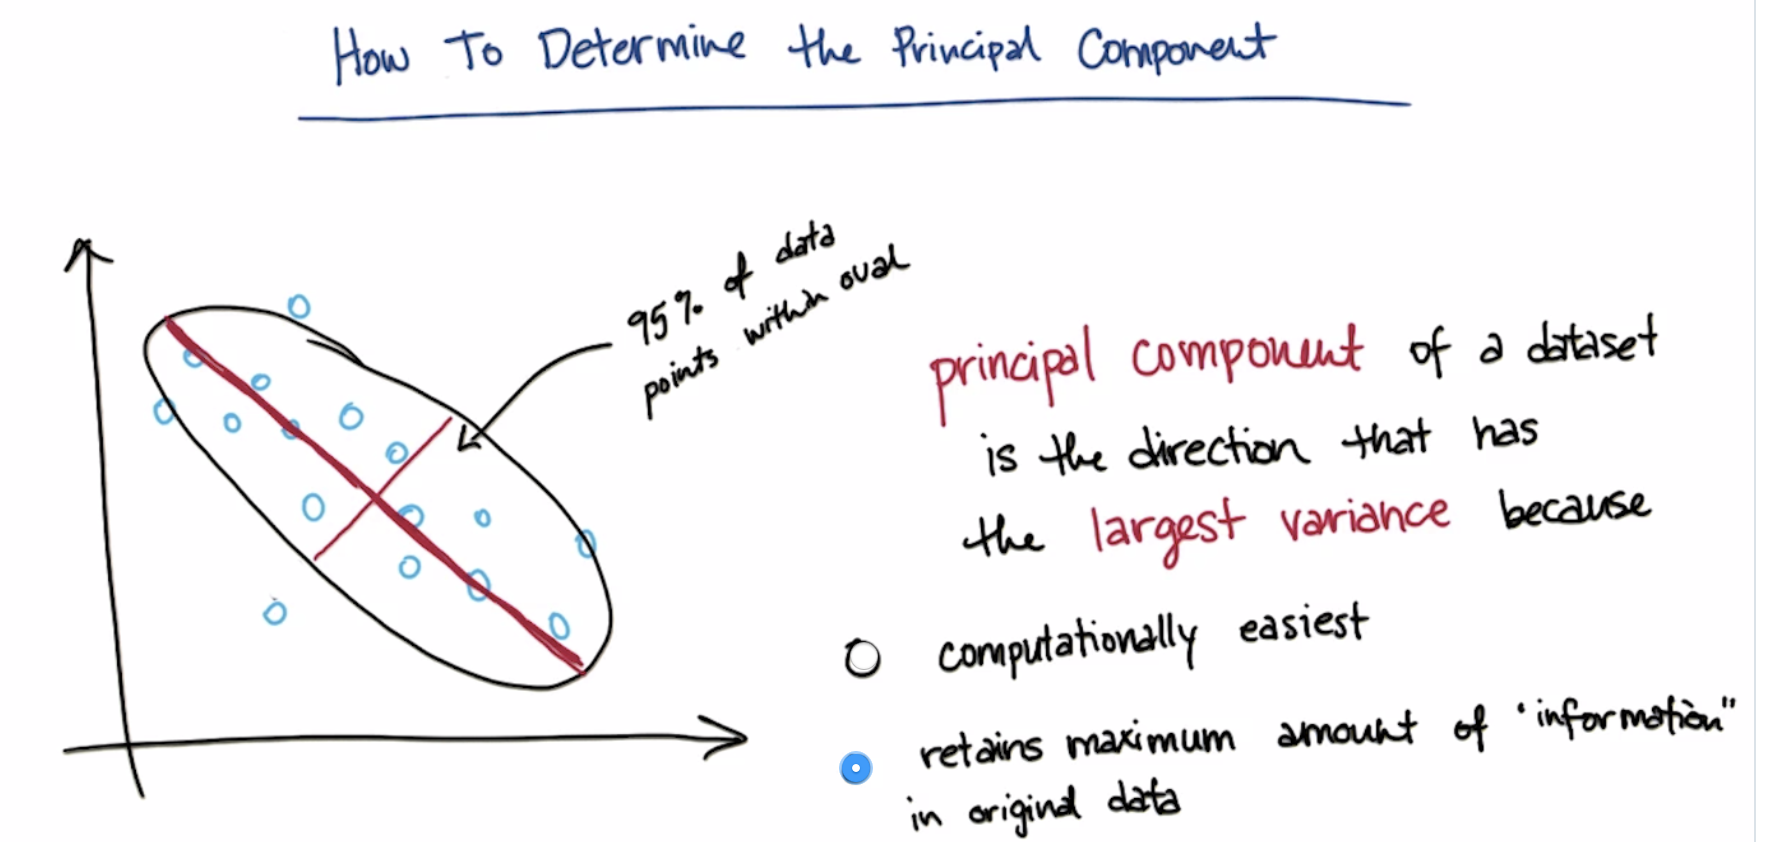 How To Determine the Principal Component
95% of data
points within oval
principal component of a dataset
is the direction that has
the largest variance because
computationally easiest
retains maximum amount of "information"
in original data